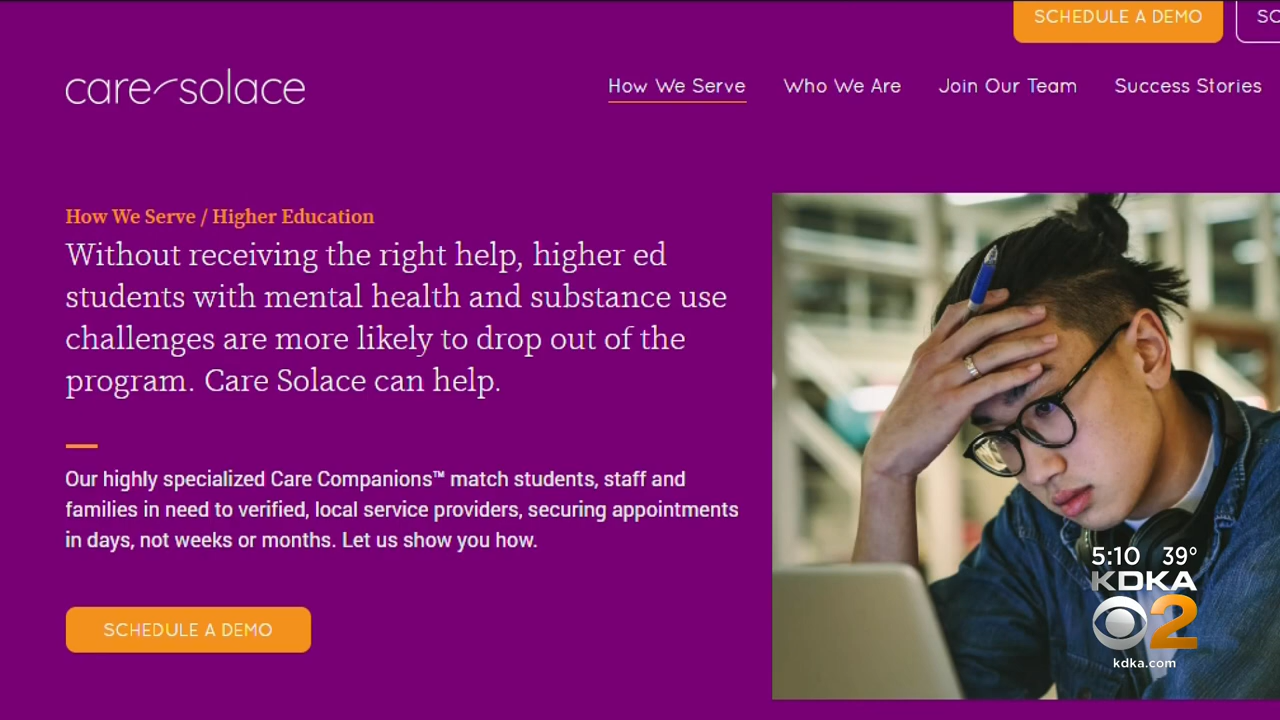 SCHEDULE A DEMO
care solace
How We Serve Who We Are Join Our Team Success Stories
How We Serve / Higher Education
Without receiving the right help, higher ed
students with mental health and substance use
challenges are more likely to drop out of the
program. Care Solace can help.
Our highly specialized Care Companions™ match students, staff and
families in need to verified, local service providers, securing appointments
in days, not weeks or months. Let us show you how.
SCHEDULE A DEMO
5:10 39°
KDKA
2
kdka.com